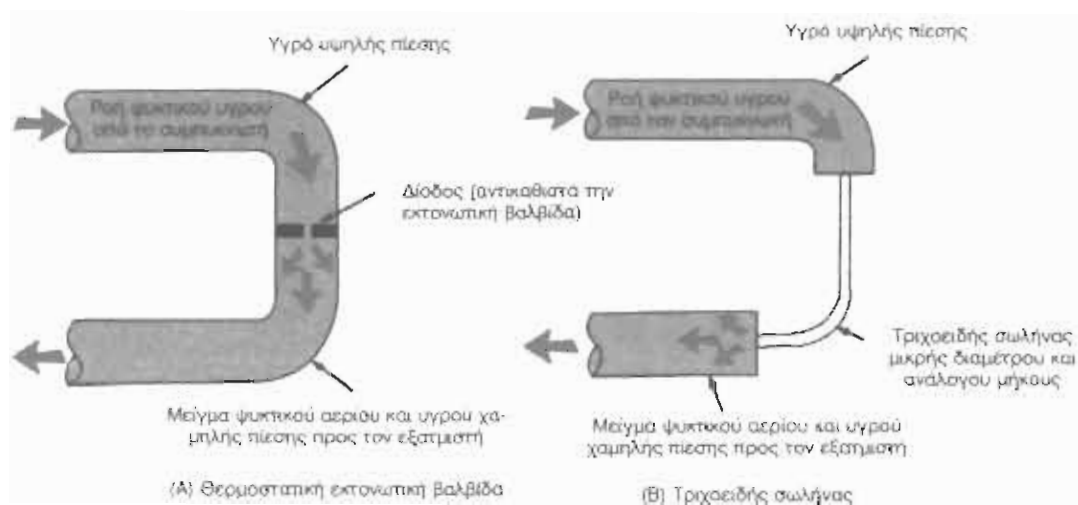 Υγρό υψηλής πίεσης
Ροή ψυκτικού υγρού
από το συμπυκνωτή
Δίοδος (αντικαθιστά την
εκτονωτική βαλβίδα)
Μείγμα ψυκτικού αερίου και υγρού χα-
μηλής πίεσης προς τον εξατμιστή
(Α) Θερμοστατική εκτονωτική βαλβίδα
Υγρό υψηλής πίεσης
Ροή ψυκτικού υγρού
από τον συμπυκνωτή
Τριχοειδής σωλήνας
μικρής διαμέτρου και
ανάλογου μήκους
Μείγμα ψυκτικού αερίου και υγρού
χαμηλής πίεσης προς τον εξατμιστή
(Β) Τριχοειδής σωλήνας